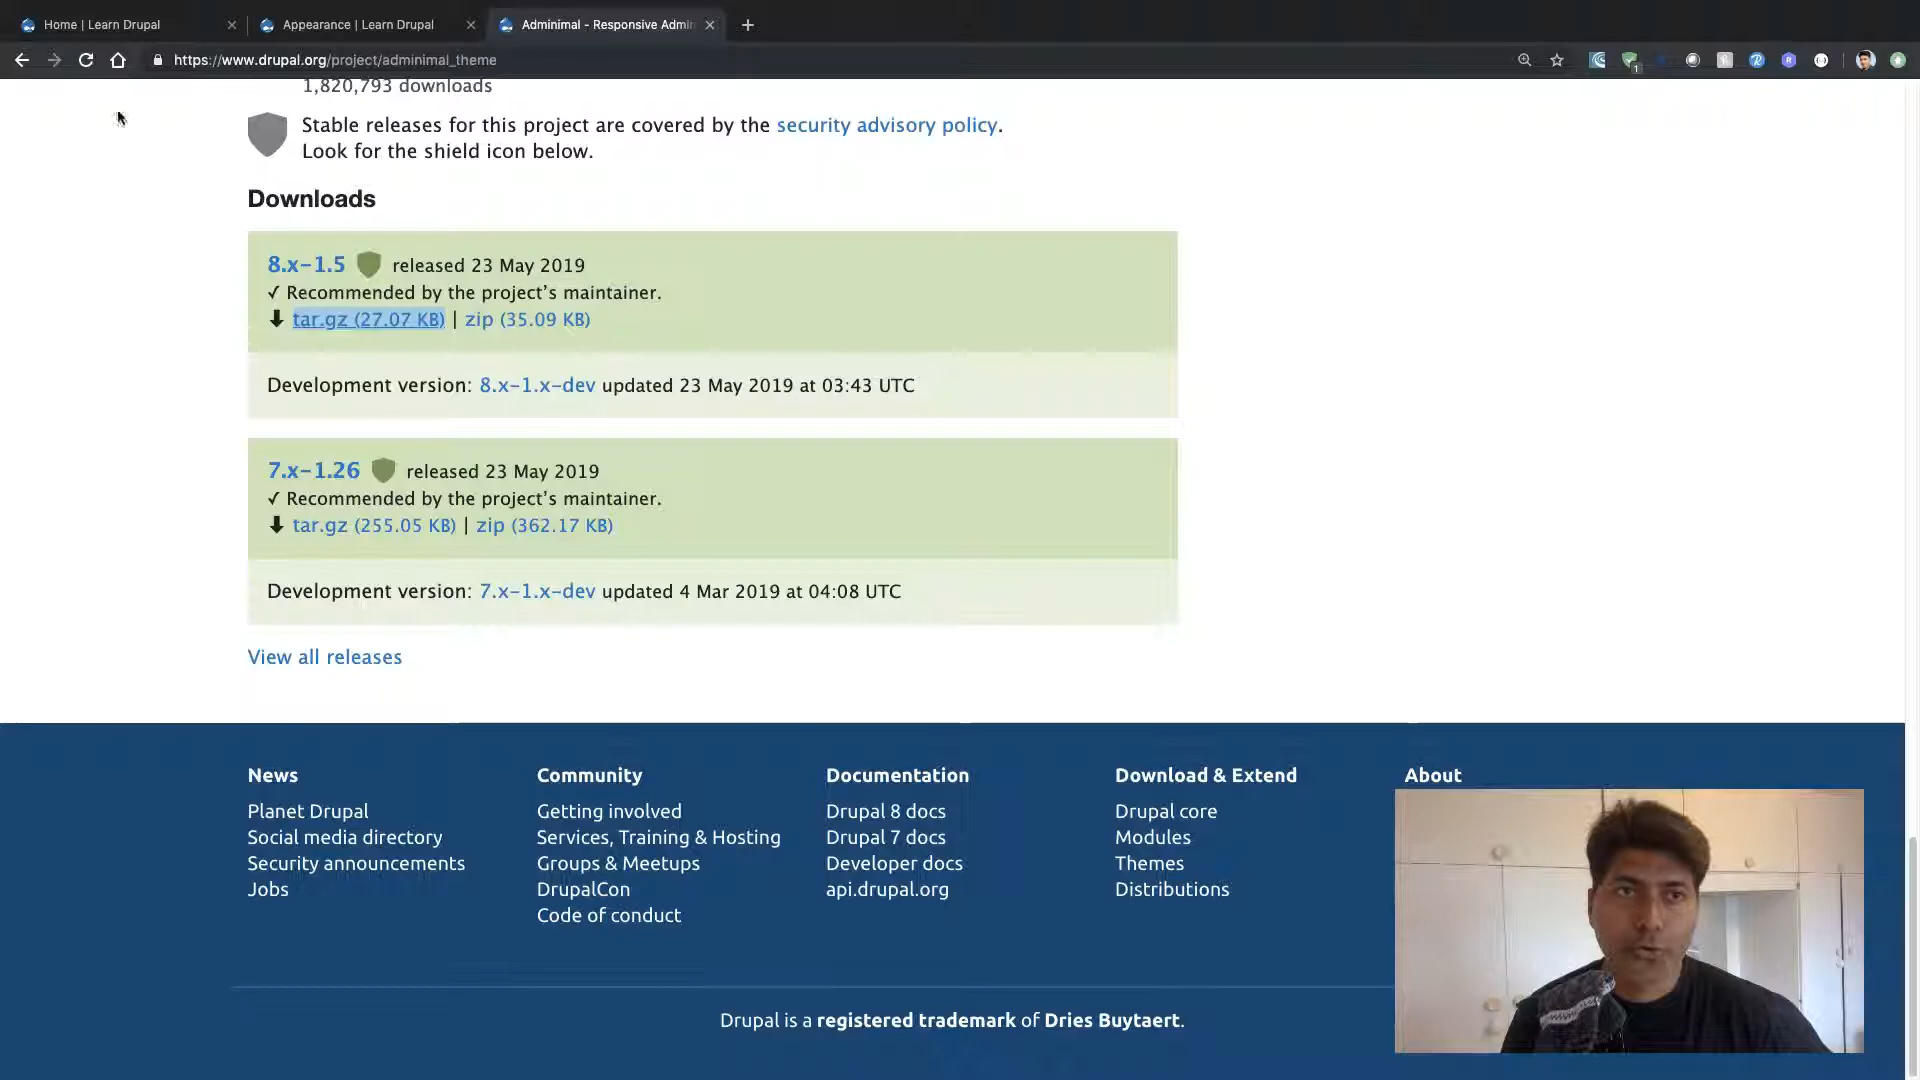 Home | Learn Drupal
Appearance | Learn Drupal
Adminimal - Responsive Admi
https://www.drupal.org/project/adminimal_theme
1
1,820,793 downloads
Stable releases for this project are covered by the security advisory policy.
Look for the shield icon below.
Downloads
8.x-1.5 released 23 May 2019
✓ Recommended by the project's maintainer.
tar.gz (27.07 KB) | zip (35.09 KB)
Development version: 8.x-1.x-dev updated 23 May 2019 at 03:43 UTC
7.x-1.26 released 23 May 2019
✓ Recommended by the project's maintainer.
tar.gz (255.05 KB) | zip (362.17 KB)
Development version: 7.x-1.x-dev updated 4 Mar 2019 at 04:08 UTC
View all releases
News
Planet Drupal
Social media directory
Security announcements
Jobs
Community
Getting involved
Services, Training & Hosting
Groups & Meetups
DrupalCon
Code of conduct
Documentation
Drupal 8 docs
Drupal 7 docs
Developer docs
api.drupal.org
Download & Extend
Drupal core
Modules
Themes
Distributions
About
Drupal is a registered trademark of Dries Buytaert.